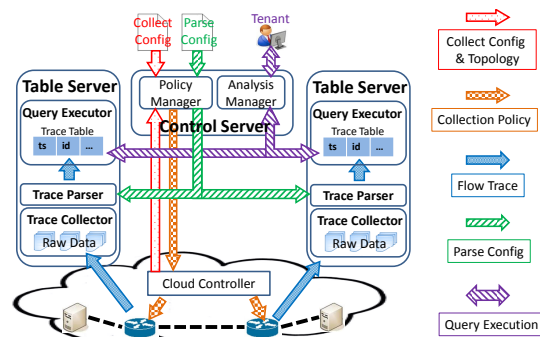 Collect
Config
Parse
Config
Tenant
Table Server
Query Executor
Trace Table
ts id ...
Trace Parser
Trace Collector
Raw Data
Policy
Manager
Analysis
Manager
Control Server
Table Server
Query Executor
Trace Table
ts id ...
Trace Parser
Trace Collector
Raw Data
Cloud Controller
Collect Config
& Topology
Collection Policy
Flow Trace
Parse Config
Query Execution